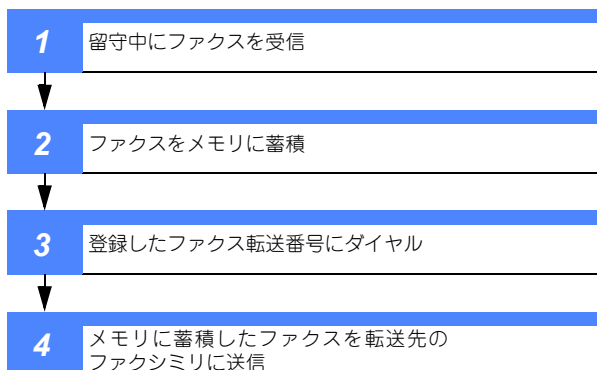 1
留守中にファクスを受信
2
ファクスをメモリに蓄積
3
登録したファクス転送番号にダイヤル
4
メモリに蓄積したファクスを転送先の
ファクシミリに送信